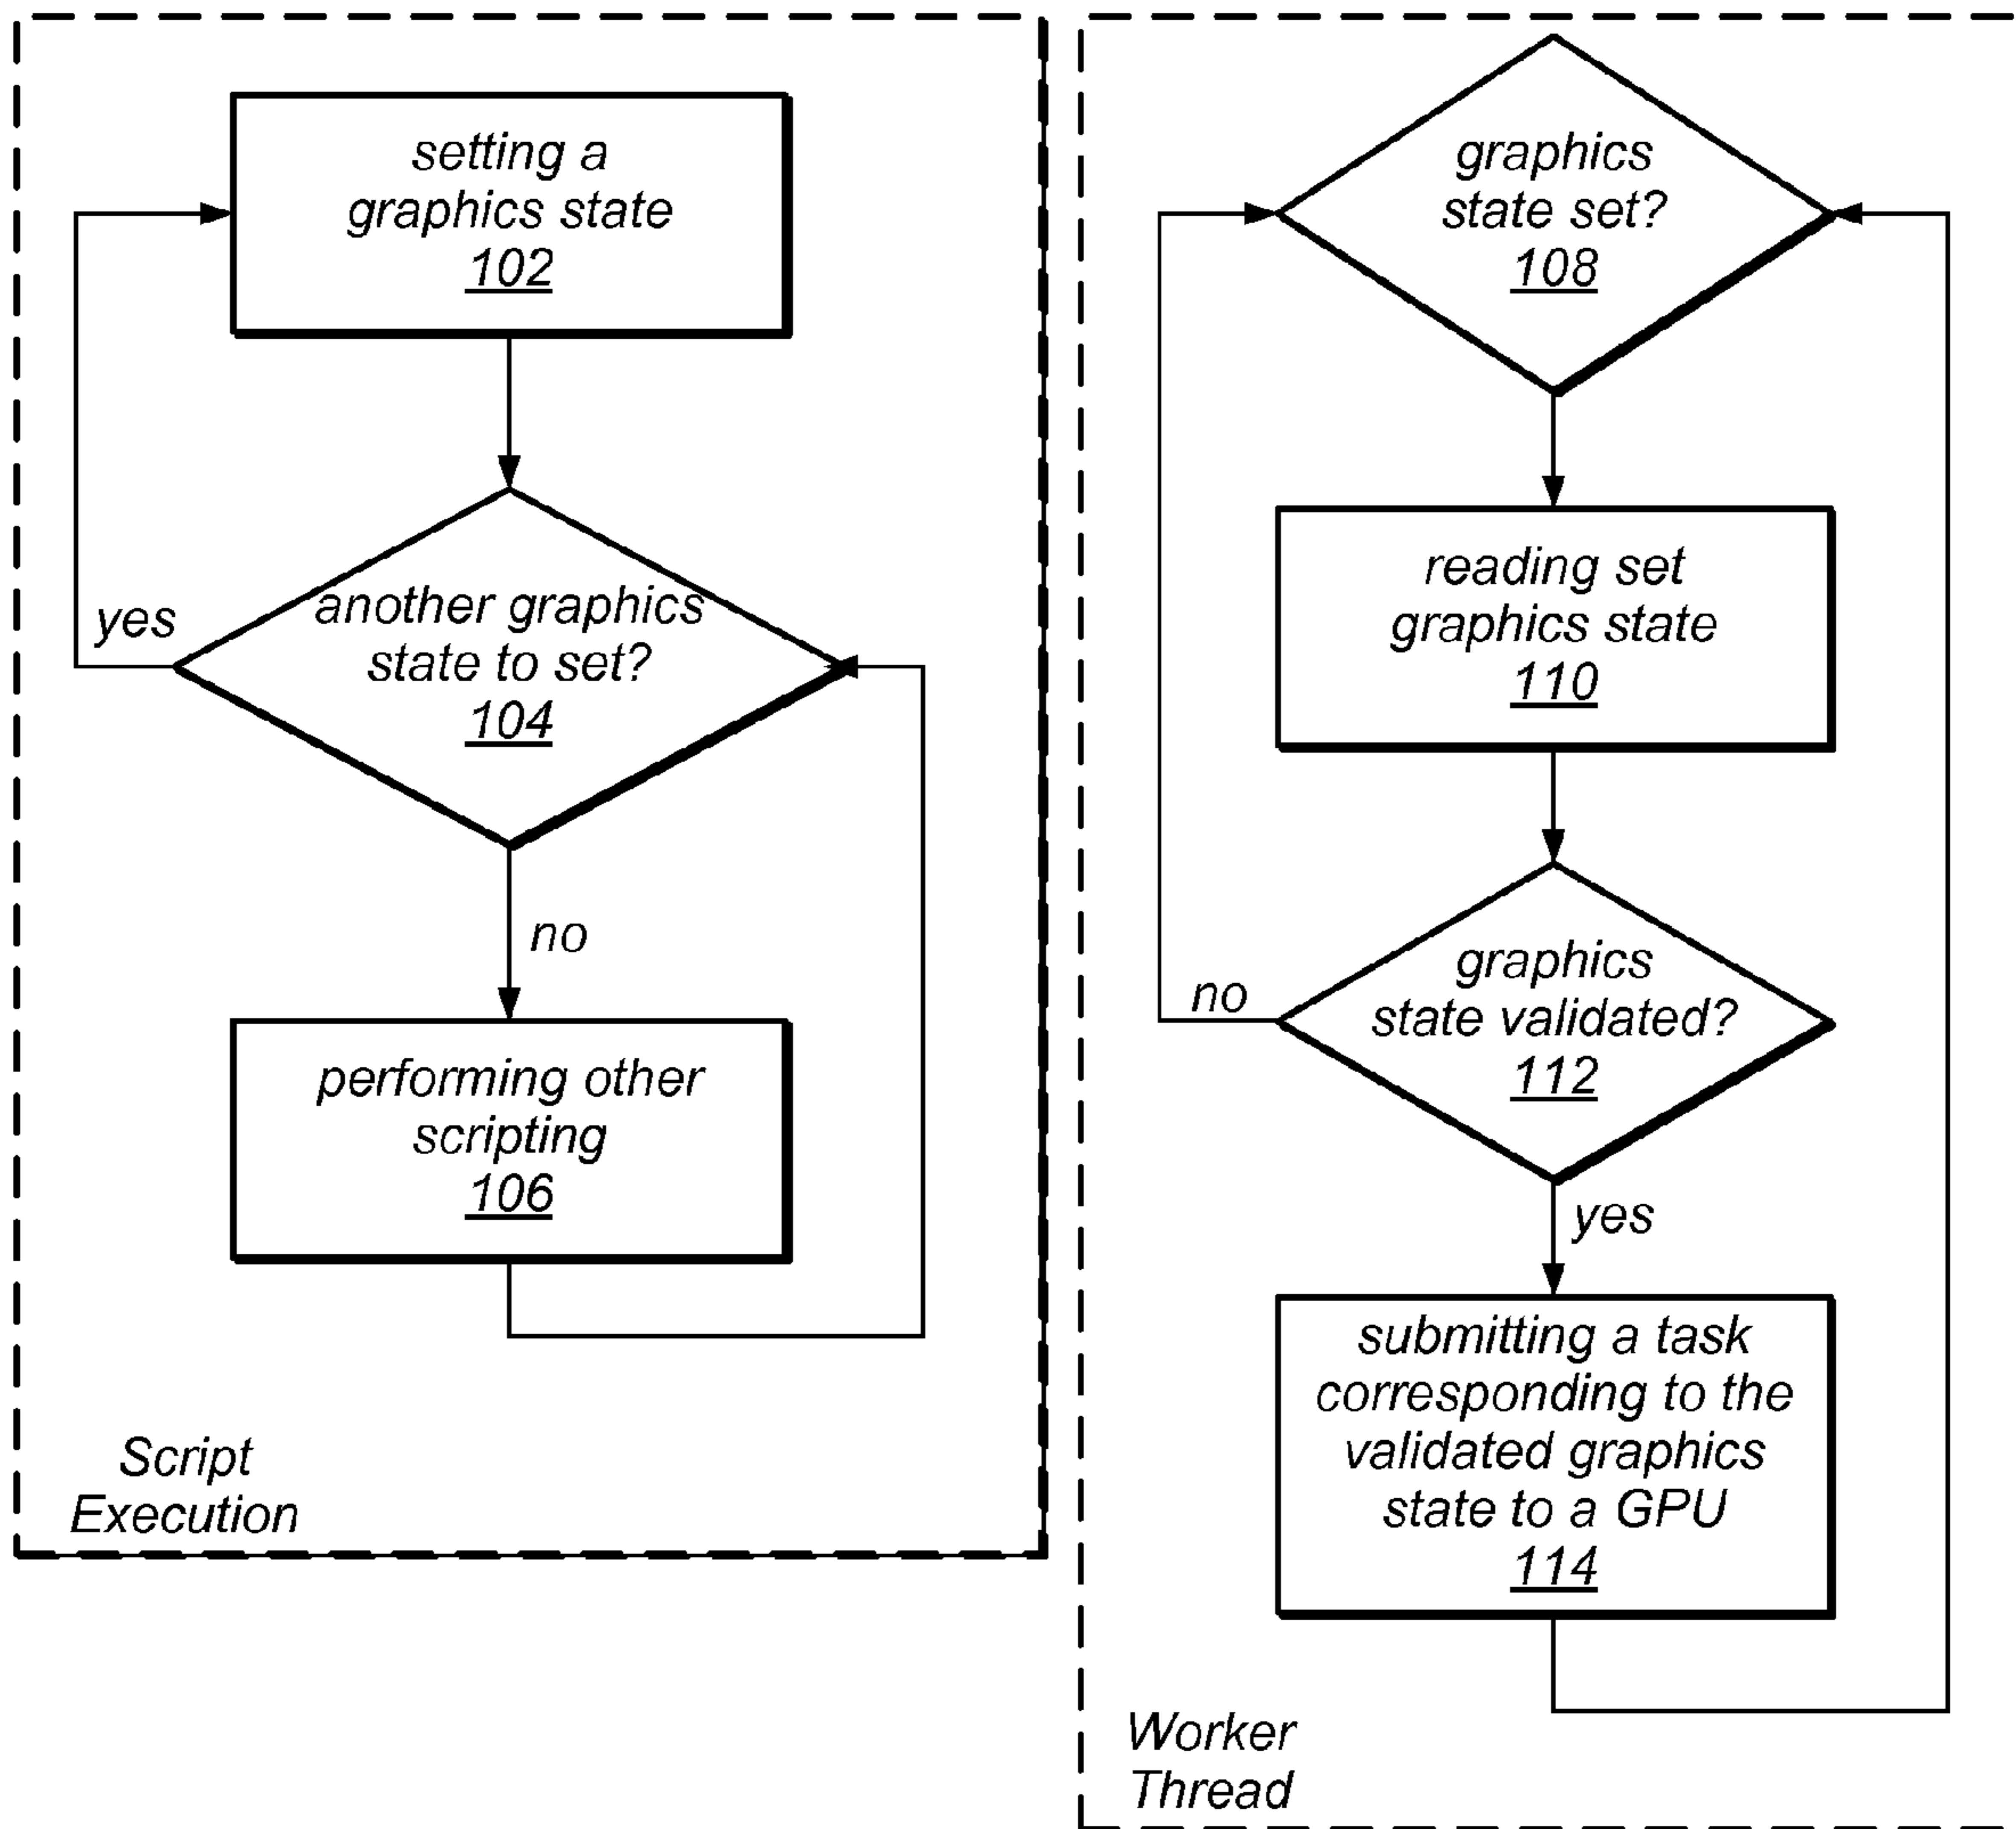 setting a
graphics state
102
another graphics
state to set?
104
yes
no
performing other
scripting
106
Script
Execution
graphics
state set?
108
reading set
graphics state
110
graphics
state validated?
112
no
yes
submitting a task
corresponding to the
validated graphics
state to a GPU
114
Worker
Thread